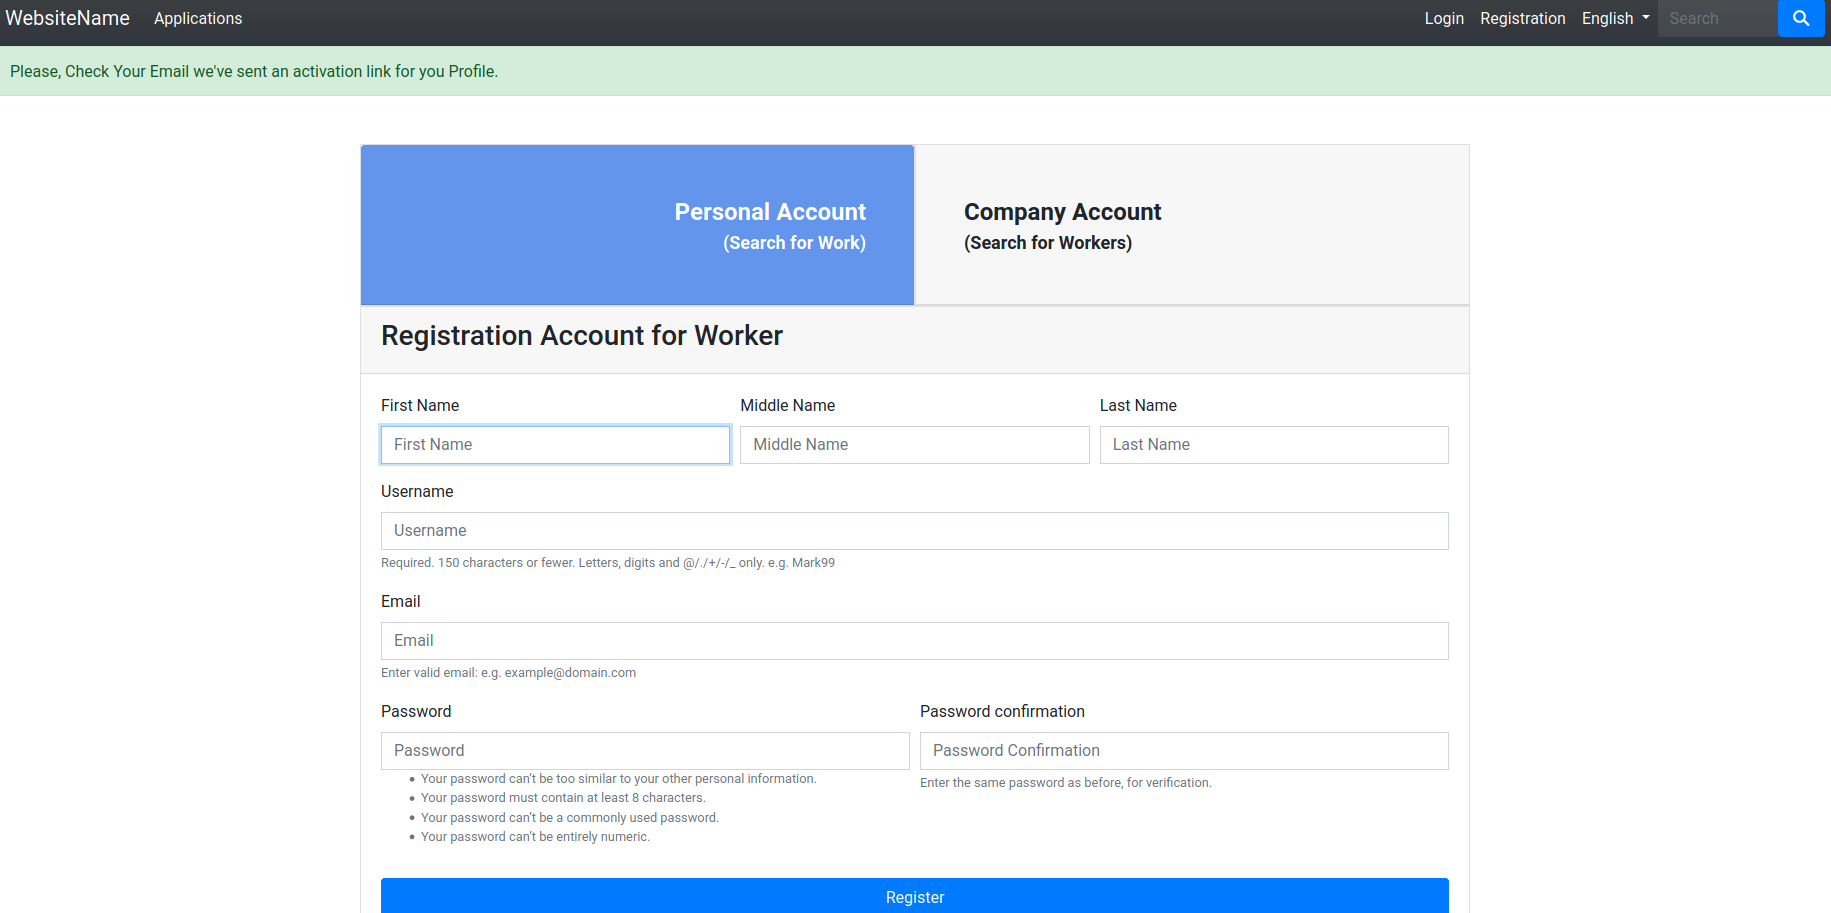 WebsiteName Applications Login Registration English Search
Please, Check Your Email we've sent an activation link for you Profile.
Personal Account
(Search for Work)
Company Account
(Search for Workers)
Registration Account for Worker
First Name Middle Name Last Name
First Name Middle Name Last Name
Username
Username
Required. 150 characters or fewer. Letters, digits and @/./+/-/_ only. e.g. Mark99
Email
Email
Enter valid email: e.g. example@domain.com
Password Password confirmation
Password Password Confirmation
Your password can't be too similar to your other personal information.
Enter the same password as before, for verification.
Your password must contain at least 8 characters.
Your password can't be a commonly used password.
Your password can't be entirely numeric.
Register